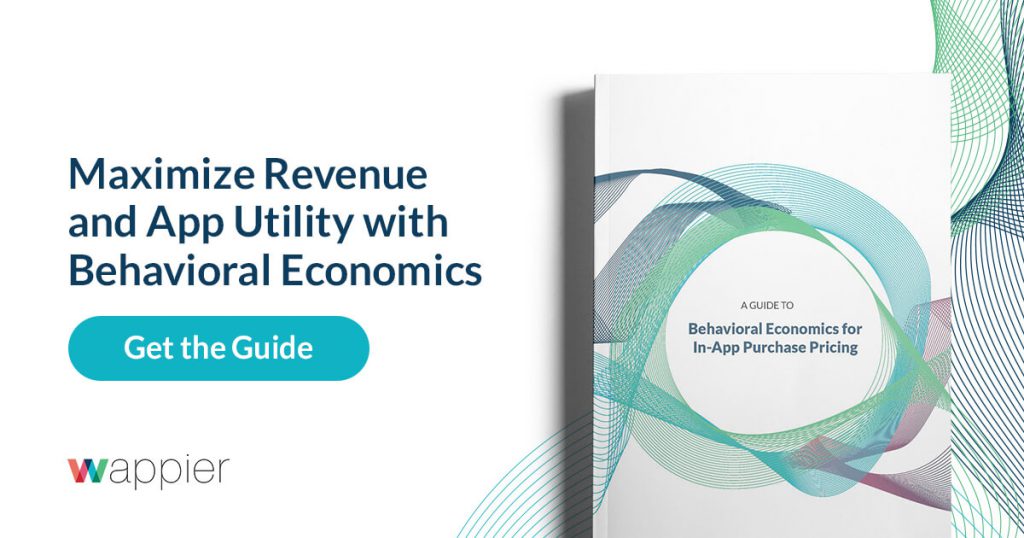 Maximize Revenue
and App Utility with
Behavioral Economics
Get the Guide
wappier
A GUIDE TO
Behavioral Economics for
In-App Purchase Pricing